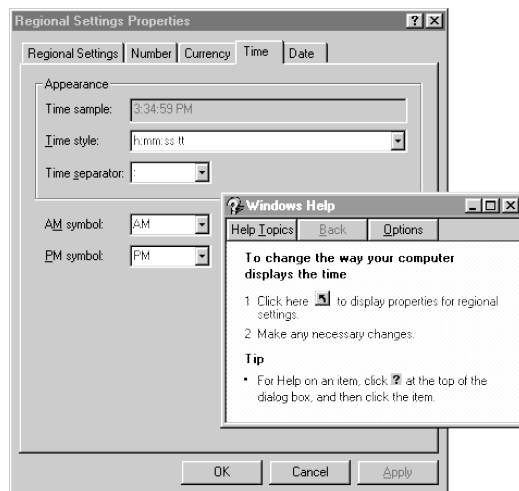 Regional Settings Properties
Regional Settings
Number
Currency
Time
Date
Appearance
Time sample:
3:34:59 PM
Time style:
h:mm:ss tt
Time separator:
:
AM symbol:
AM
PM symbol:
PM
Windows Help
Help Topics
Back
Options
To change the way your computer
displays the time
1 Click here to display properties for regional
settings.
2 Make any necessary changes.
Tip
• For Help on an item, click ? at the top of the
dialog box, and then click the item.
OK
Cancel
Apply